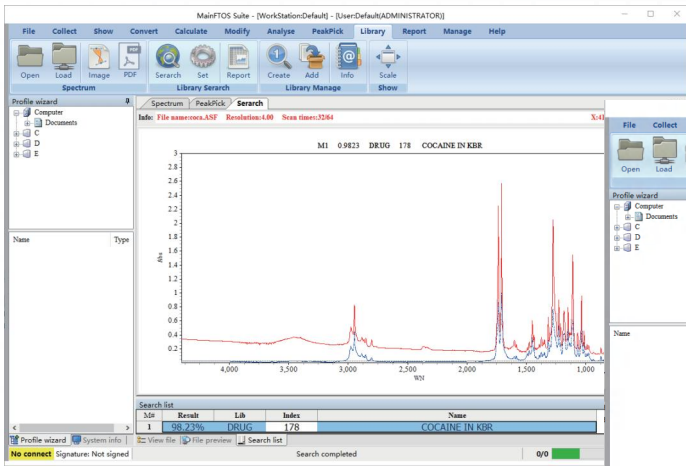 MainFTOS Suite - [WorkStation:Default] - [User:Default(ADMINISTRATOR)]
File Collect Show Convert Calculate Modify Analyse PeakPick Library Report Manage Help
Open Load Image PDF Serarch Set Report Create Add Info Scale
Spectrum Library Serarch Library Manage Show
Profile wizard
Computer
Documents
C
D
E
Name Type
Spectrum PeakPick Serarch
Info: File name:coca.ASF Resolution:4.00 Scan times:32/64 X:41
M1 0.9823 DRUG 178 COCAINE IN KBR
3
2.8
2.6
2.4
2.2
2
1.8
1.6
1.4
1.2
1
0.8
0.6
0.4
0.2
Abs
4,000 3,500 3,000 2,500 2,000 1,500 1,000
WN
Search list
M# Result Lib Index Name
1 98.23% DRUG 178 COCAINE IN KBR
Profile wizard System info
View file File preview Search list
No connect Signature: Not signed Search completed 0/0
File Collect
Open Load
Profile wizard
Computer
Documents
C
D
E
Name